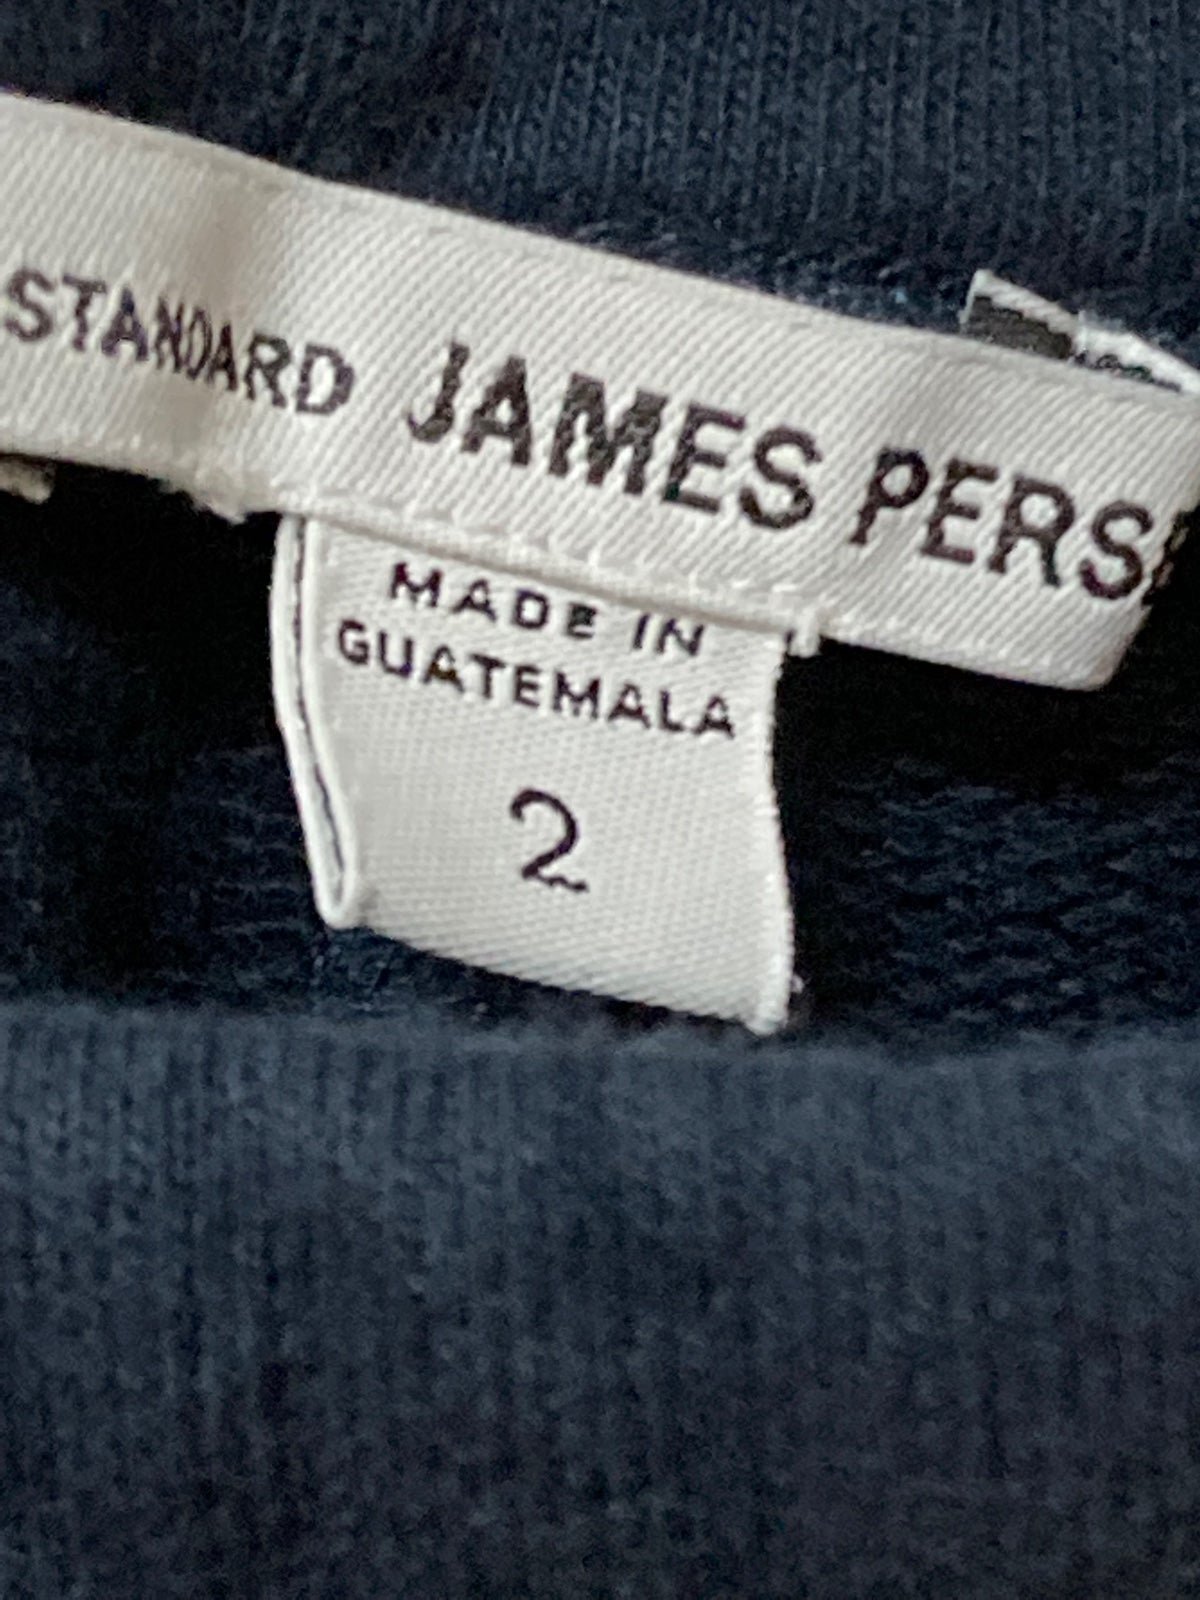 STANDARD JAMES PERS
MADE IN
GUATEMALA
2